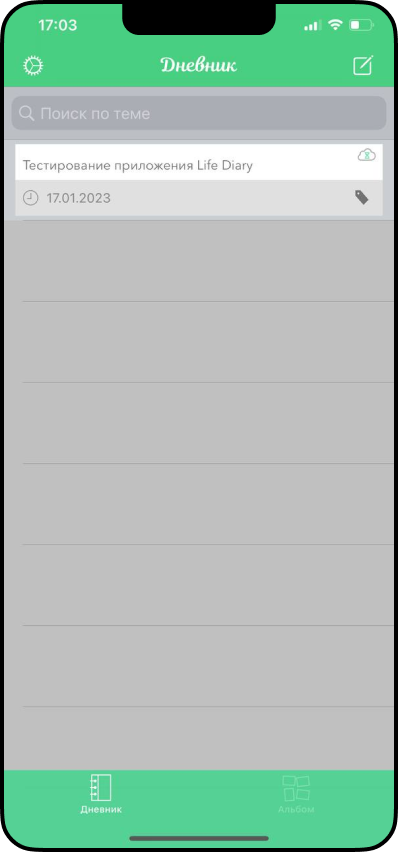 17:03
Дневник
Поиск по теме
Тестирование приложения Life Diary
17.01.2023
Дневник
Альбом